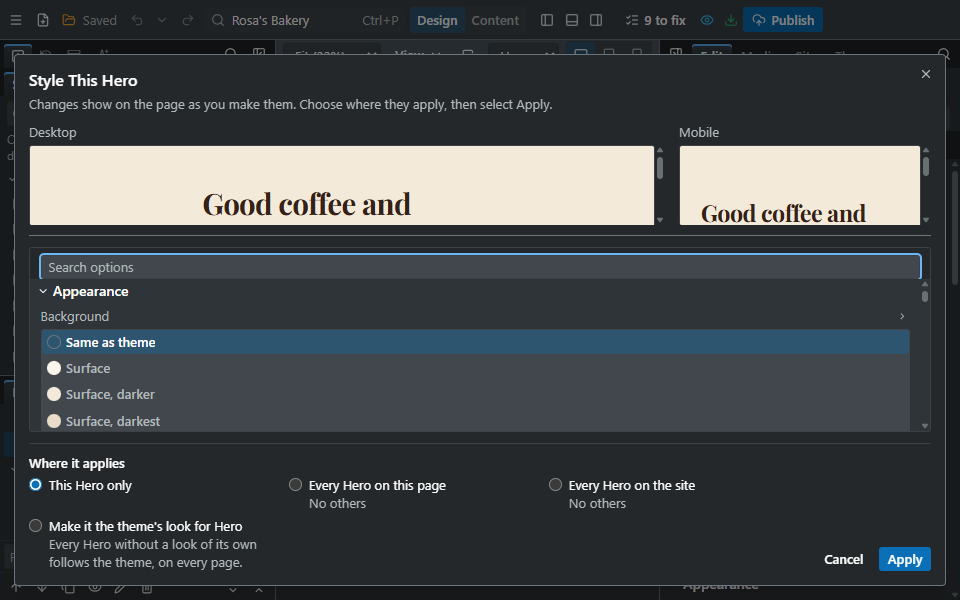 Saved
Rosa's Bakery
Ctrl+P
Design
Content
9 to fix
Publish
Style This Hero
Changes show on the page as you make them. Choose where they apply, then select Apply.
Desktop
Mobile
Good coffee and
Good coffee and
Search options
Appearance
Background
Same as theme
Surface
Surface, darker
Surface, darkest
Where it applies
This Hero only
Every Hero on this page
No others
Every Hero on the site
No others
Make it the theme's look for Hero
Every Hero without a look of its own
follows the theme, on every page.
Cancel
Apply
Appearance